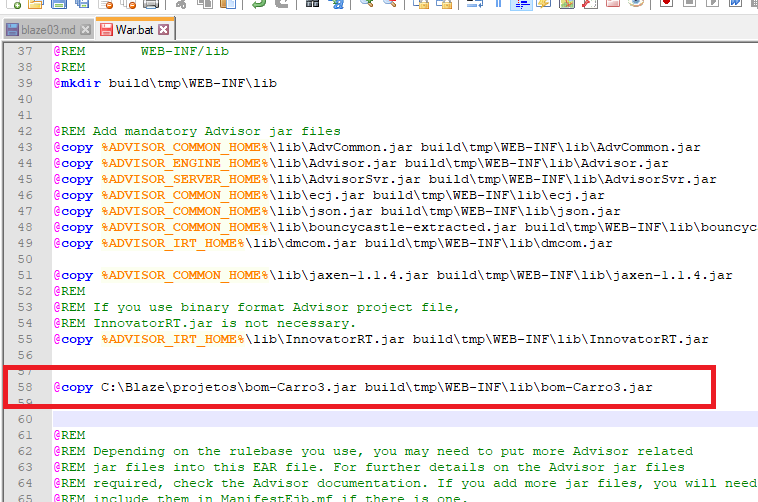 blaze03.md War.bat
37 @REM WEB-INF/lib
38 @REM
39 @mkdir build\tmp\WEB-INF\lib
40
41
42 @REM Add mandatory Advisor jar files
43 @copy %ADVISOR_COMMON_HOME%\lib\AdvCommon.jar build\tmp\WEB-INF\lib\AdvCommon.jar
44 @copy %ADVISOR_ENGINE_HOME%\lib\Advisor.jar build\tmp\WEB-INF\lib\Advisor.jar
45 @copy %ADVISOR_SERVER_HOME%\lib\AdvisorSvr.jar build\tmp\WEB-INF\lib\AdvisorSvr.jar
46 @copy %ADVISOR_COMMON_HOME%\lib\ecj.jar build\tmp\WEB-INF\lib\ecj.jar
47 @copy %ADVISOR_COMMON_HOME%\lib\json.jar build\tmp\WEB-INF\lib\json.jar
48 @copy %ADVISOR_COMMON_HOME%\lib\bouncycastle-extracted.jar build\tmp\WEB-INF\lib\bouncyc
49 @copy %ADVISOR_IRT_HOME%\lib\dmcom.jar build\tmp\WEB-INF\lib\dmcom.jar
50
51 @copy %ADVISOR_COMMON_HOME%\lib\jaxen-1.1.4.jar build\tmp\WEB-INF\lib\jaxen-1.1.4.jar
52 @REM
53 @REM If you use binary format Advisor project file,
54 @REM InnovatorRT.jar is not necessary.
55 @copy %ADVISOR_IRT_HOME%\lib\InnovatorRT.jar build\tmp\WEB-INF\lib\InnovatorRT.jar
56
57
58 @copy C:\Blaze\projetos\bom-Carro3.jar build\tmp\WEB-INF\lib\bom-Carro3.jar
59
60
61 @REM
62 @REM Depending on the rulebase you use, you may need to put more Advisor related
63 @REM jar files into this EAR file. For further details on the Advisor jar files
64 @REM required, check the Advisor documentation. If you add more jar files, you will need
65 @REM include them in ManifestEjb.mf if there is one.